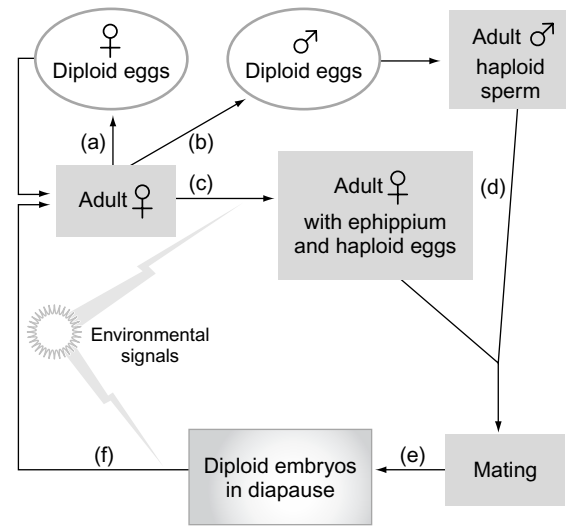 ♀
Diploid eggs
♂
Diploid eggs
Adult ♂
haploid
sperm
(a)
(b)
Adult ♀
(c)
Adult ♀
with ephippium
and haploid eggs
(d)
Environmental
signals
(f)
Diploid embryos
in diapause
(e)
Mating